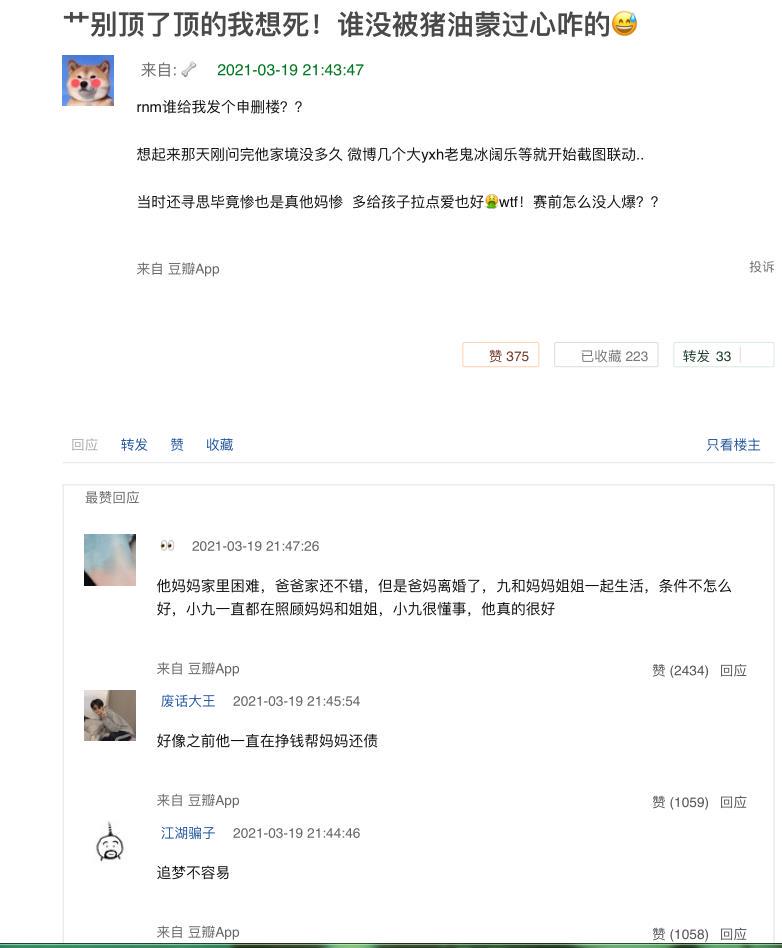 艹别顶了顶的我想死！谁没被猪油蒙过心咋的😅
来自:🦴 2021-03-19 21:43:47
rnm谁给我发个申删楼？？
想起来那天刚问完他家境没多久 微博几个大yxh老鬼冰阔乐等就开始截图联动..
当时还寻思毕竟惨也是真他妈惨 多给孩子拉点爱也好🤮wtf！赛前怎么没人爆？？
来自 豆瓣App 投诉
赞 375 已收藏 223 转发 33
回应 转发 赞 收藏 只看楼主
最赞回应
👀 2021-03-19 21:47:26
他妈妈家里困难，爸爸家还不错，但是爸妈离婚了，九和妈妈姐姐一起生活，条件不怎么
好，小九一直都在照顾妈妈和姐姐，小九很懂事，他真的很好
来自 豆瓣App 赞 (2434) 回应
废话大王 2021-03-19 21:45:54
好像之前他一直在挣钱帮妈妈还债
来自 豆瓣App 赞 (1059) 回应
江湖骗子 2021-03-19 21:44:46
追梦不容易
来自 豆瓣App 赞 (1058) 回应